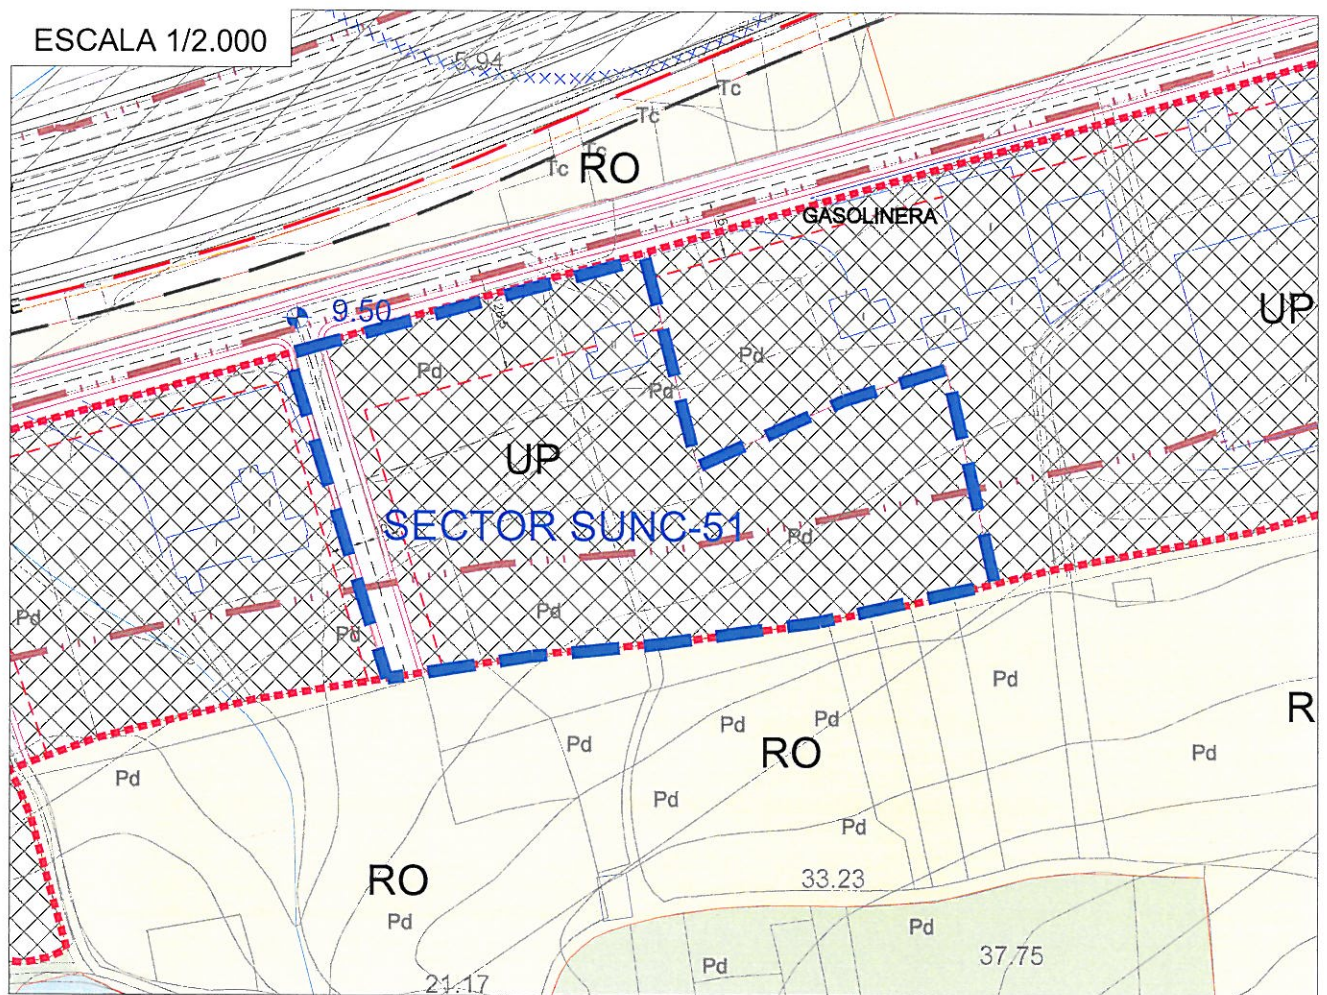 ESCALA 1/2.000
5.94
Tc
Tc
Tc
Tc
RO
GASOLINERA
9.50
UP
Pd
Pd
Pd
UP
SECTOR SUNC-51
Pd
Pd
Pd
Pd
Pd
R
Pd
Pd
RO
Pd
Pd
Pd
Pd
Pd
RO
33.23
Pd
Pd
37.75
Pd
21.17